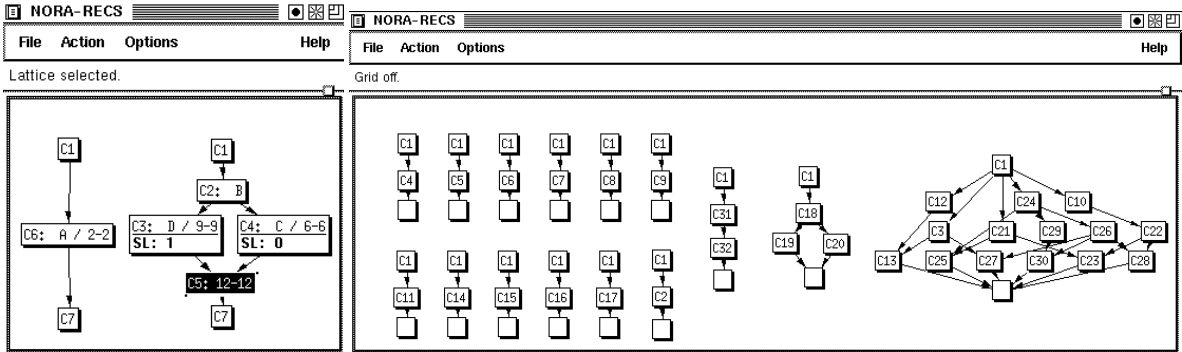 NORA-RECS
File Action Options Help
Lattice selected.
C1 C1
C2: B
C3: D / 9-9 C4: C / 6-6
SL: 1 SL: 0
C6: A / 2-2
C5: 12-12
C7 C7
NORA-RECS
File Action Options Help
Grid off.
C1 C1 C1 C1 C1 C1
C4 C5 C6 C7 C8 C9
C1 C1 C1 C1 C1 C1
C11 C14 C15 C16 C17 C2
C1
C31
C32
C1
C18
C19 C20
C1
C12 C24 C10
C3 C21 C29 C26 C22
C13 C25 C27 C30 C23 C28